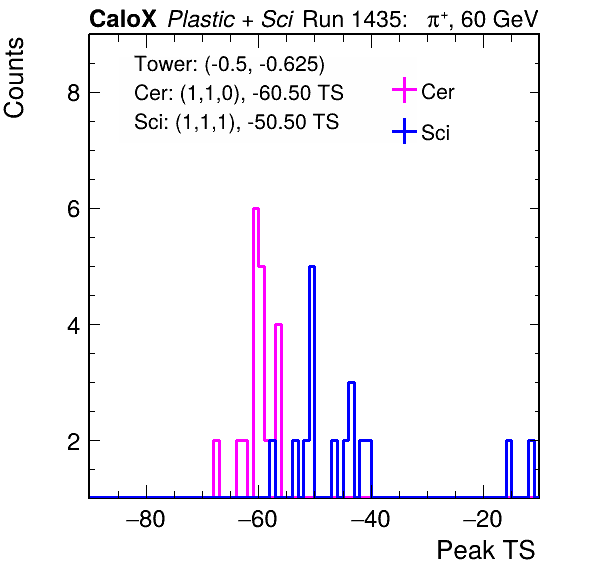 CaloX Plastic + Sci Run 1435: π⁺, 60 GeV
Counts
Tower: (-0.5, -0.625)
Cer: (1,1,0), -60.50 TS
Sci: (1,1,1), -50.50 TS
Cer
Sci
8
6
4
2
−80 −60 −40 −20
Peak TS